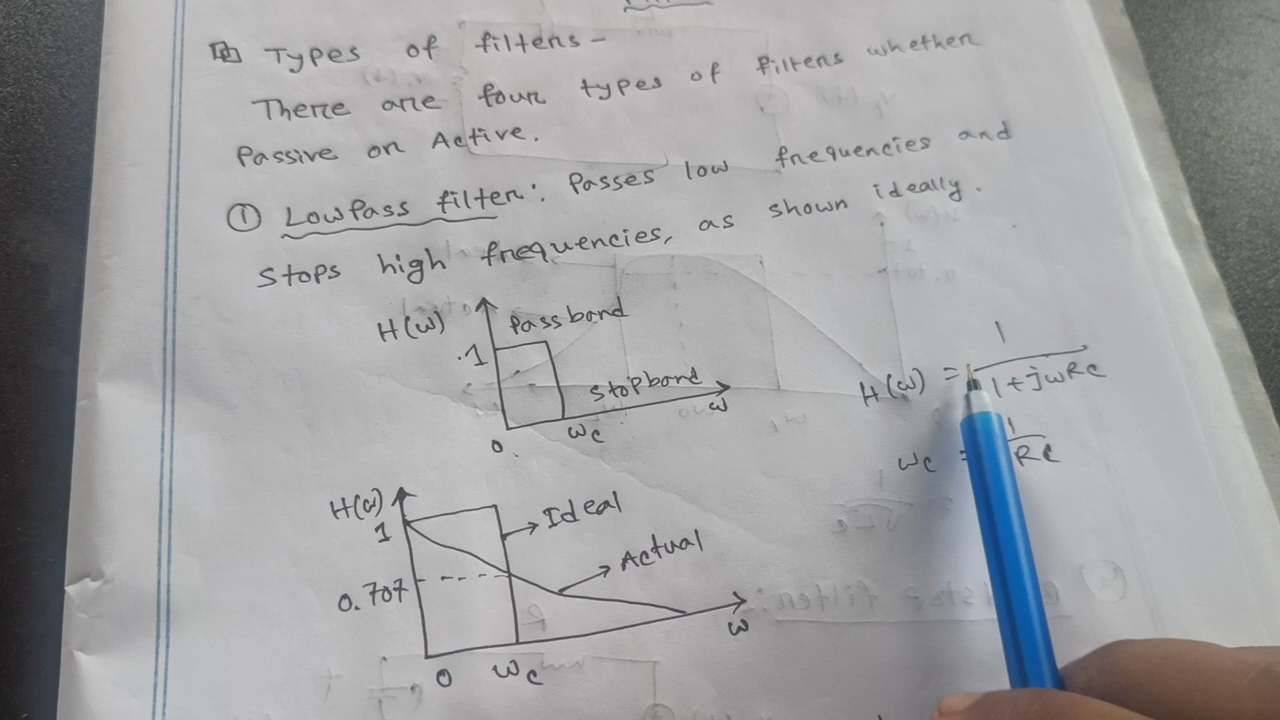 Types of filters-
There are four types of filters whether
Passive or Active.
① Lowpass filter: Passes low frequencies and
stops high frequencies, as shown ideally.
H(ω)
Passband
1
stopband
ω
0
ωc
H(ω) = 1/(1+jωRC)
ωc = 1/RC
H(ω)
1
Ideal
Actual
0.707
ω
0
ωc